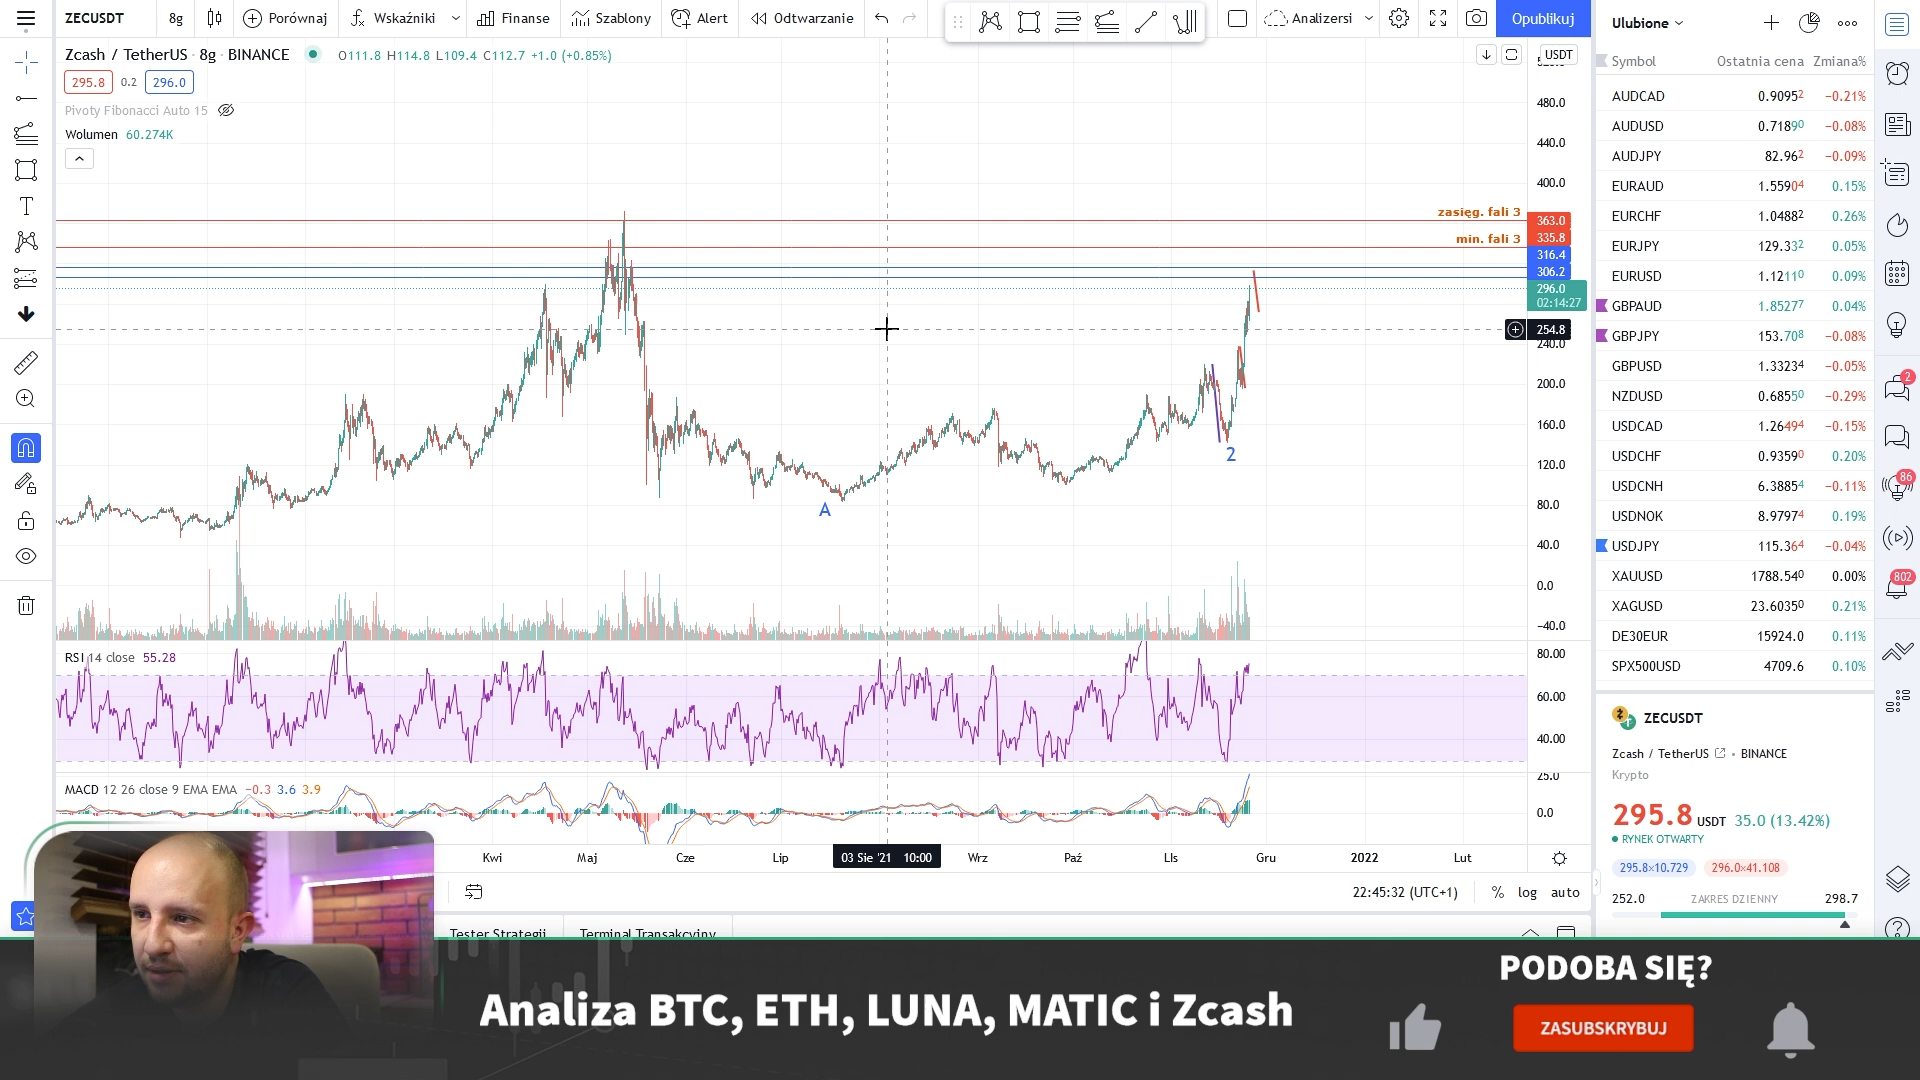 ZECUSDT 8g Porównaj Wskaźniki Finanse Szablony Alert Odtwarzanie Analizersi Opublikuj
Zcash / TetherUS · 8g · BINANCE O111.8 H114.8 L109.4 C112.7 +1.0 (+0.85%)
295.8 0.2 296.0
Pivoty Fibonacci Auto 15
Wolumen 60.274K
USDT
480.0
440.0
400.0
zasięg. fali 3 363.0
min. fali 3 335.8
316.4
306.2
296.0
02:14:27
254.8
240.0
200.0
160.0
120.0
80.0
40.0
0.0
−40.0
A
2
RSI 14 close 55.28
80.00
60.00
40.00
MACD 12 26 close 9 EMA EMA −0.3 3.6 3.9
25.0
0.0
Kwi Maj Cze Lip 03 Sie '21 10:00 Wrz Paź Lis Gru 2022 Lut
22:45:32 (UTC+1) % log auto
Tester Strategii Terminal Transakcyjny
Ulubione
Symbol Ostatnia cena Zmiana%
AUDCAD 0.90952 −0.21%
AUDUSD 0.71890 −0.08%
AUDJPY 82.962 −0.09%
EURAUD 1.55904 0.15%
EURCHF 1.04882 0.26%
EURJPY 129.332 0.05%
EURUSD 1.12110 0.09%
GBPAUD 1.85277 0.04%
GBPJPY 153.708 −0.08%
GBPUSD 1.33234 −0.05%
NZDUSD 0.68550 −0.29%
USDCAD 1.26494 −0.15%
USDCHF 0.93590 0.20%
USDCNH 6.38854 −0.11%
USDNOK 8.97974 0.19%
USDJPY 115.364 −0.04%
XAUUSD 1788.540 0.00%
XAGUSD 23.60350 0.21%
DE30EUR 15924.0 0.11%
SPX500USD 4709.6 0.10%
2
86
802
ZECUSDT
Zcash / TetherUS • BINANCE
Krypto
295.8 USDT 35.0 (13.42%)
RYNEK OTWARTY
295.8×10.729 296.0×41.108
252.0 ZAKRES DZIENNY 298.7
Analiza BTC, ETH, LUNA, MATIC i Zcash
PODOBA SIĘ?
ZASUBSKRYBUJ